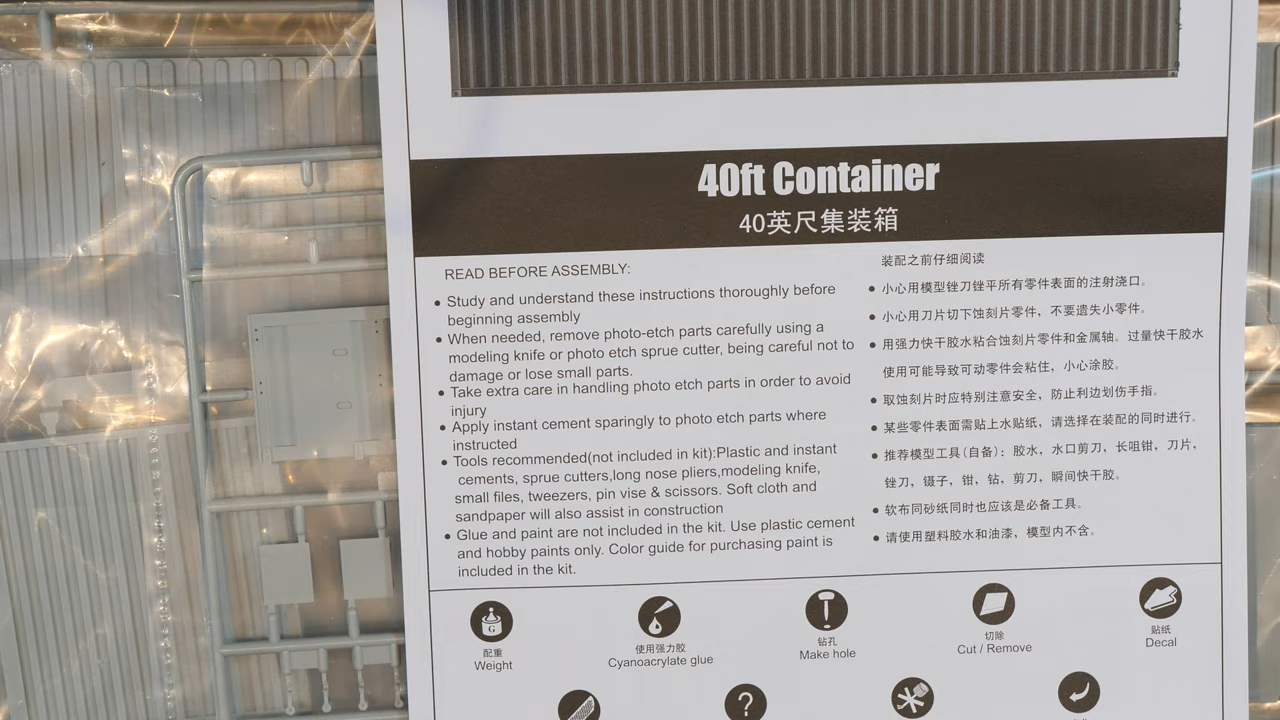 40ft Container
40英尺集装箱
READ BEFORE ASSEMBLY:
● Study and understand these instructions thoroughly before
beginning assembly
● When needed, remove photo-etch parts carefully using a
modeling knife or photo etch sprue cutter, being careful not to
damage or lose small parts.
● Take extra care in handling photo etch parts in order to avoid
injury
● Apply instant cement sparingly to photo etch parts where
instructed
● Tools recommended(not included in kit):Plastic and instant
cements, sprue cutters,long nose pliers,modeling knife,
small files, tweezers, pin vise & scissors. Soft cloth and
sandpaper will also assist in construction
● Glue and paint are not included in the kit. Use plastic cement
and hobby paints only. Color guide for purchasing paint is
included in the kit.
装配之前仔细阅读
● 小心用模型锉刀锉平所有零件表面的注射浇口。
● 小心用刀片切下蚀刻片零件，不要遗失小零件。
● 用强力快干胶水粘合蚀刻片零件和金属轴。过量快干胶水
使用可能导致可动零件会粘住，小心涂胶。
● 取蚀刻片时应特别注意安全，防止利边划伤手指。
● 某些零件表面需贴上水贴纸，请选择在装配的同时进行。
● 推荐模型工具(自备)：胶水，水口剪刀，长咀钳，刀片，
锉刀，镊子，钳，钻，剪刀，瞬间快干胶。
● 软布同砂纸同时也应该是必备工具。
● 请使用塑料胶水和油漆，模型内不含。
G
配重
Weight
使用强力胶
Cyanoacrylate glue
钻孔
Make hole
切除
Cut / Remove
贴纸
Decal
?